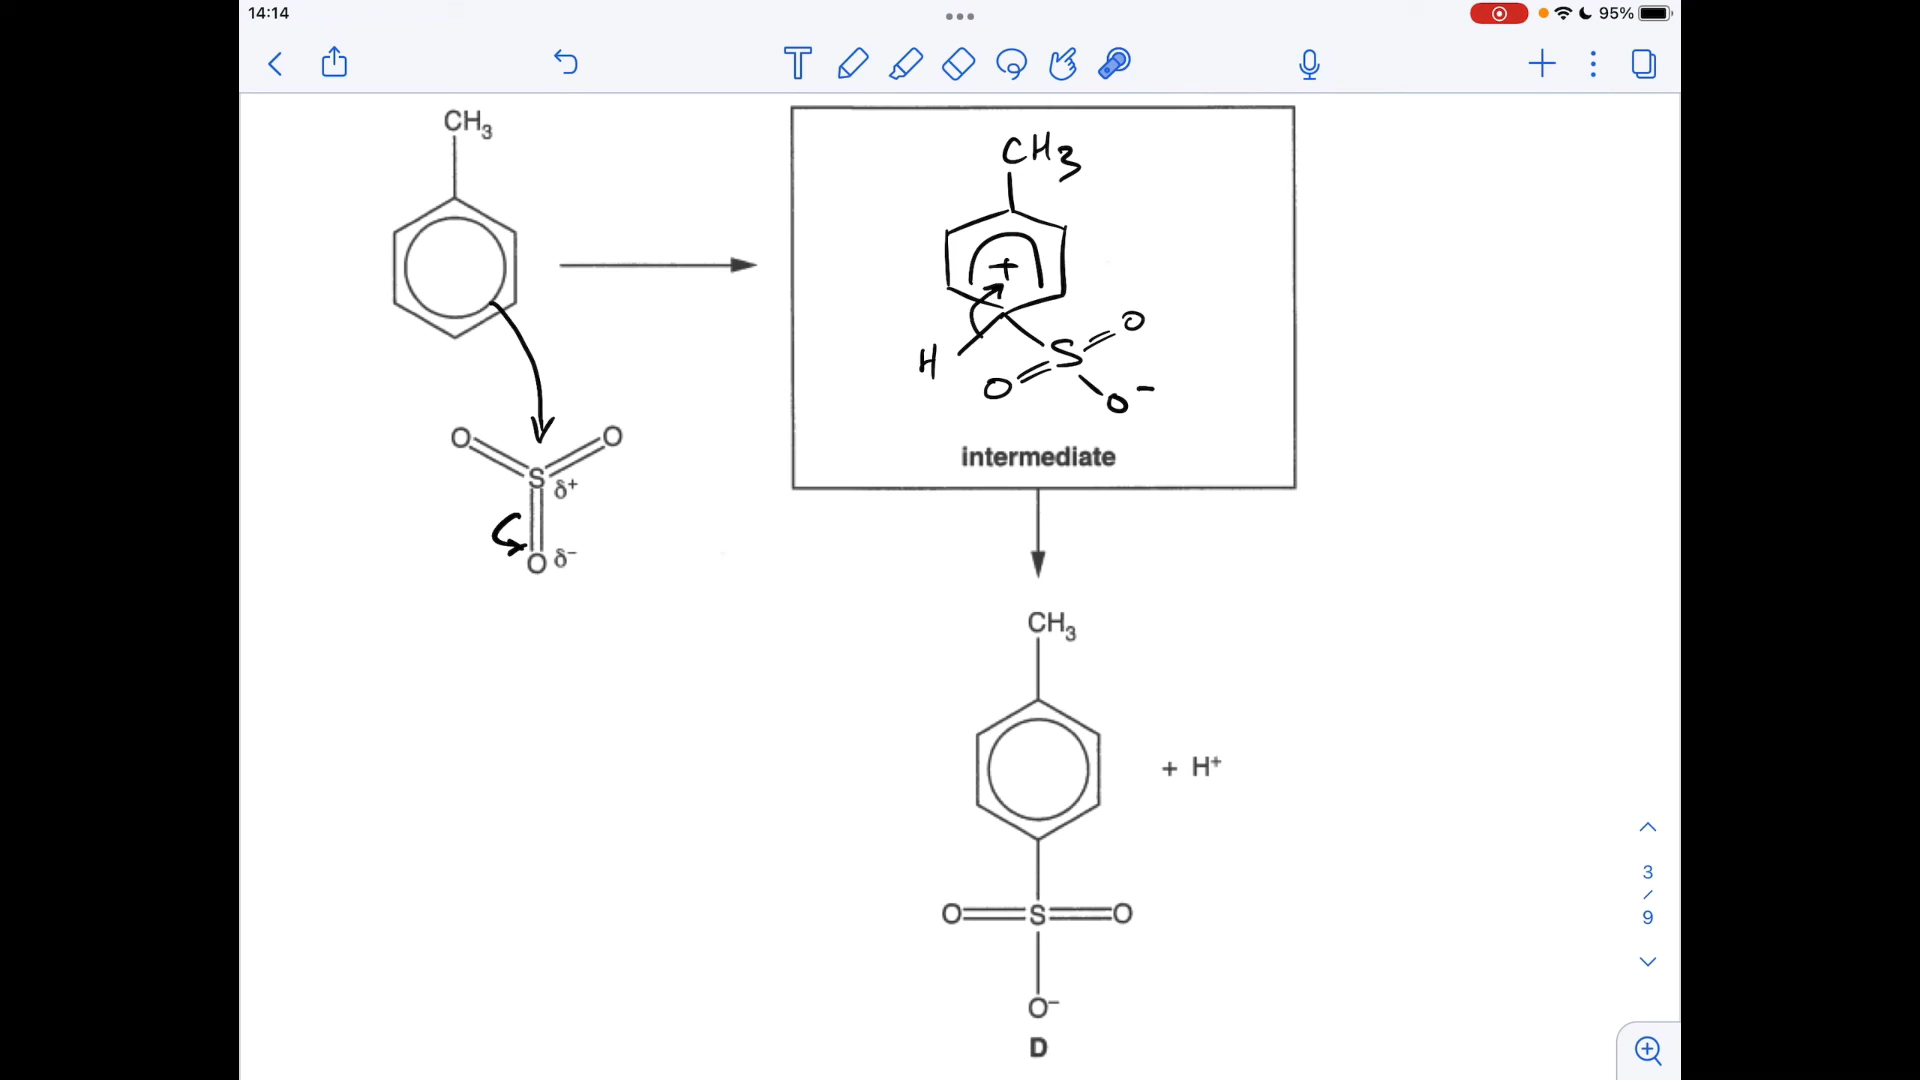 14:14
95%
CH₃
CH₃
+
H
S
O
O
O⁻
O
O
S δ+
O δ−
intermediate
CH₃
+ H⁺
O
S
O
O⁻
D
3
/
9